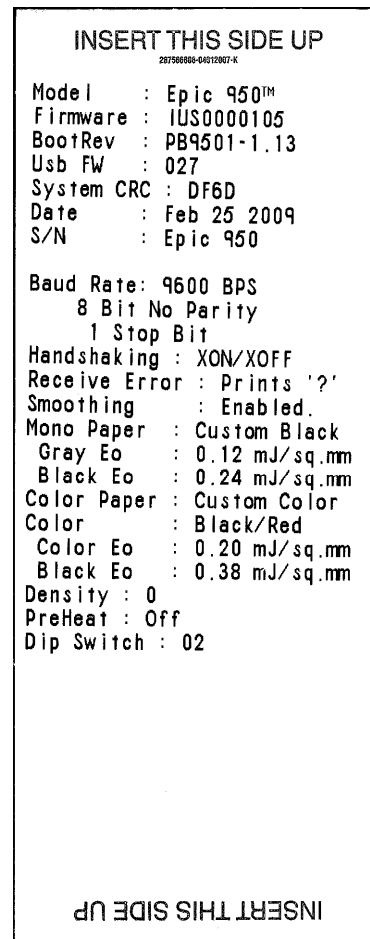 INSERT THIS SIDE UP
Model : Epic 950™
Firmware : IUS0000105
BootRev : PB9501-1.13
Usb FW : 027
System CRC : DF6D
Date : Feb 25 2009
S/N : Epic 950
Baud Rate: 9600 BPS
8 Bit No Parity
1 Stop Bit
Handshaking : XON/XOFF
Receive Error : Prints '?'
Smoothing : Enabled.
Mono Paper : Custom Black
Gray Eo : 0.12 mJ/sq.mm
Black Eo : 0.24 mJ/sq.mm
Color Paper : Custom Color
Color : Black/Red
Color Eo : 0.20 mJ/sq.mm
Black Eo : 0.38 mJ/sq.mm
Density : 0
PreHeat : Off
Dip Switch : 02
INSERT THIS SIDE UP